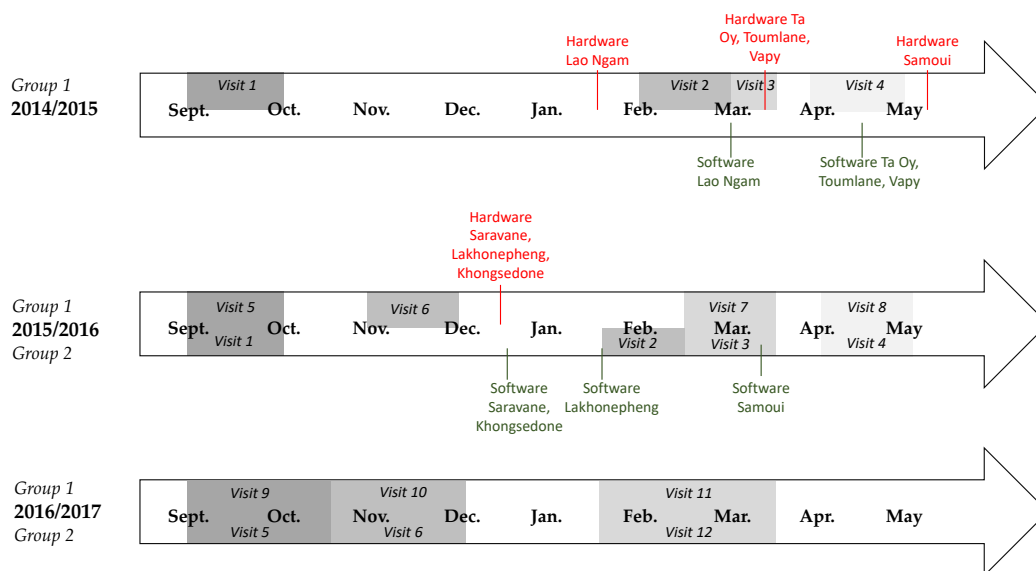 Hardware
Lao Ngam
Hardware Ta
Oy, Toumlane,
Vapy
Hardware
Samoui
Group 1
2014/2015
Visit 1
Visit 2
Visit 3
Visit 4
Sept. Oct. Nov. Dec. Jan. Feb. Mar. Apr. May
Software
Lao Ngam
Software Ta Oy,
Toumlane, Vapy
Hardware
Saravane,
Lakhonepheng,
Khongsedone
Group 1
2015/2016
Group 2
Visit 5
Visit 6
Visit 7
Visit 8
Sept. Oct. Nov. Dec. Jan. Feb. Mar. Apr. May
Visit 1
Visit 2
Visit 3
Visit 4
Software
Saravane,
Khongsedone
Software
Lakhonepheng
Software
Samoui
Group 1
2016/2017
Group 2
Visit 9
Visit 10
Visit 11
Sept. Oct. Nov. Dec. Jan. Feb. Mar. Apr. May
Visit 5
Visit 6
Visit 12